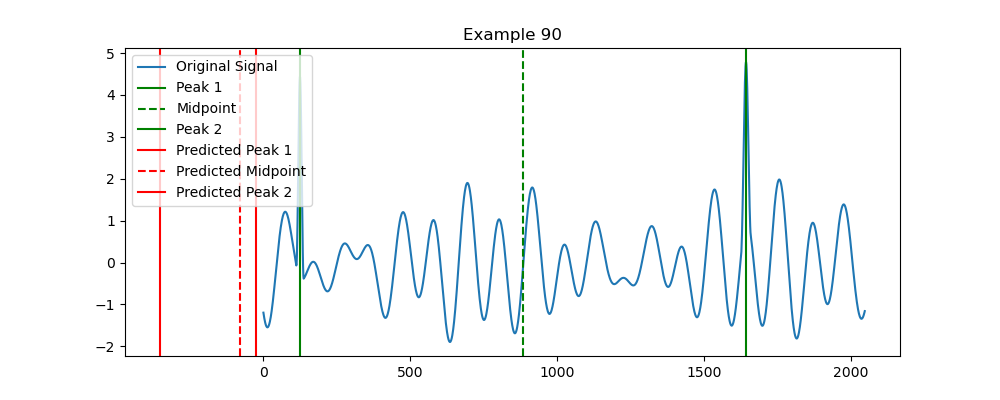 Example 90
Original Signal
Peak 1
Midpoint
Peak 2
Predicted Peak 1
Predicted Midpoint
Predicted Peak 2
5
4
3
2
1
0
−1
−2
0 500 1000 1500 2000